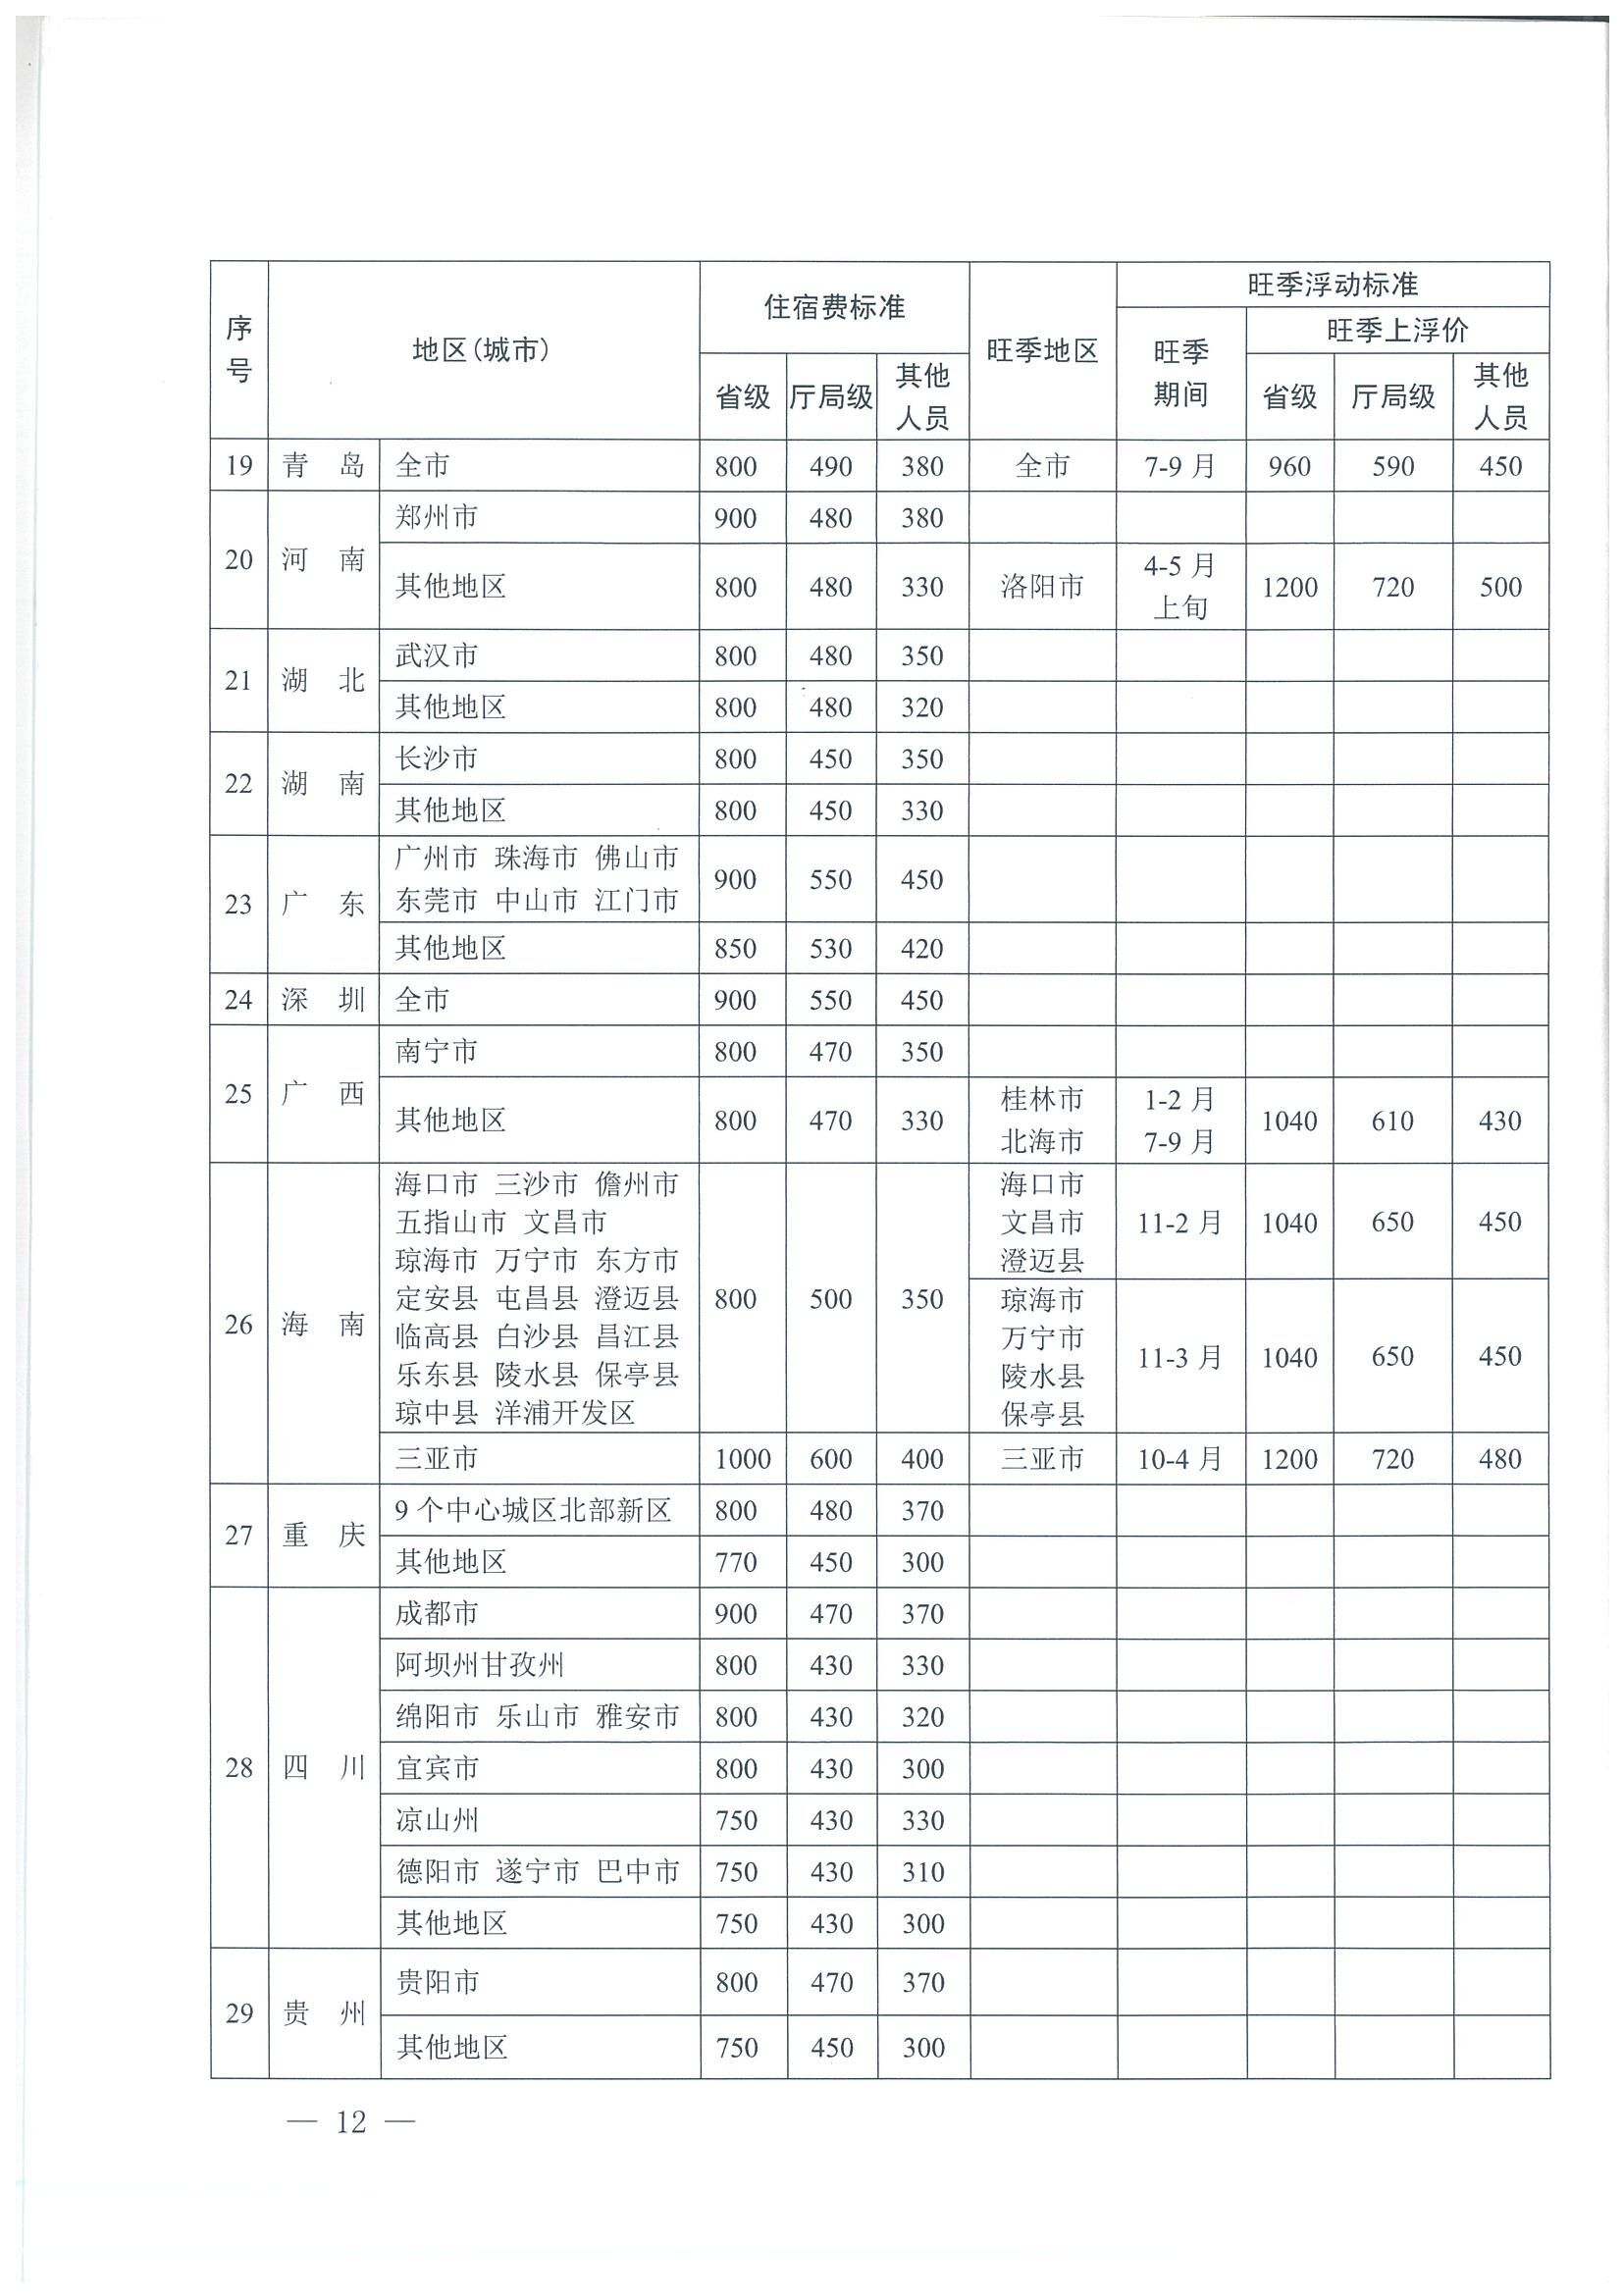 序号 地区(城市) 住宿费标准 旺季地区 旺季浮动标准
旺季期间 旺季上浮价
省级 厅局级 其他人员 省级 厅局级 其他人员
19 青 岛 全市 800 490 380 全市 7-9 月 960 590 450
20 河 南 郑州市 900 480 380
其他地区 800 480 330 洛阳市 4-5 月上旬 1200 720 500
21 湖 北 武汉市 800 480 350
其他地区 800 480 320
22 湖 南 长沙市 800 450 350
其他地区 800 450 330
23 广 东 广州市 珠海市 佛山市
东莞市 中山市 江门市 900 550 450
其他地区 850 530 420
24 深 圳 全市 900 550 450
25 广 西 南宁市 800 470 350
其他地区 800 470 330 桂林市 北海市 1-2 月 7-9 月 1040 610 430
26 海 南 海口市 三沙市 儋州市
五指山市 文昌市
琼海市 万宁市 东方市
定安县 屯昌县 澄迈县
临高县 白沙县 昌江县
乐东县 陵水县 保亭县
琼中县 洋浦开发区
800 500 350
海口市
文昌市
澄迈县
11-2 月 1040 650 450
琼海市
万宁市
陵水县
保亭县
11-3 月 1040 650 450
三亚市 1000 600 400 三亚市 10-4 月 1200 720 480
27 重 庆 9 个中心城区北部新区 800 480 370
其他地区 770 450 300
28 四 川 成都市 900 470 370
阿坝州甘孜州 800 430 330
绵阳市 乐山市 雅安市 800 430 320
宜宾市 800 430 300
凉山州 750 430 330
德阳市 遂宁市 巴中市 750 430 310
其他地区 750 430 300
29 贵 州 贵阳市 800 470 370
其他地区 750 450 300
— 12 —